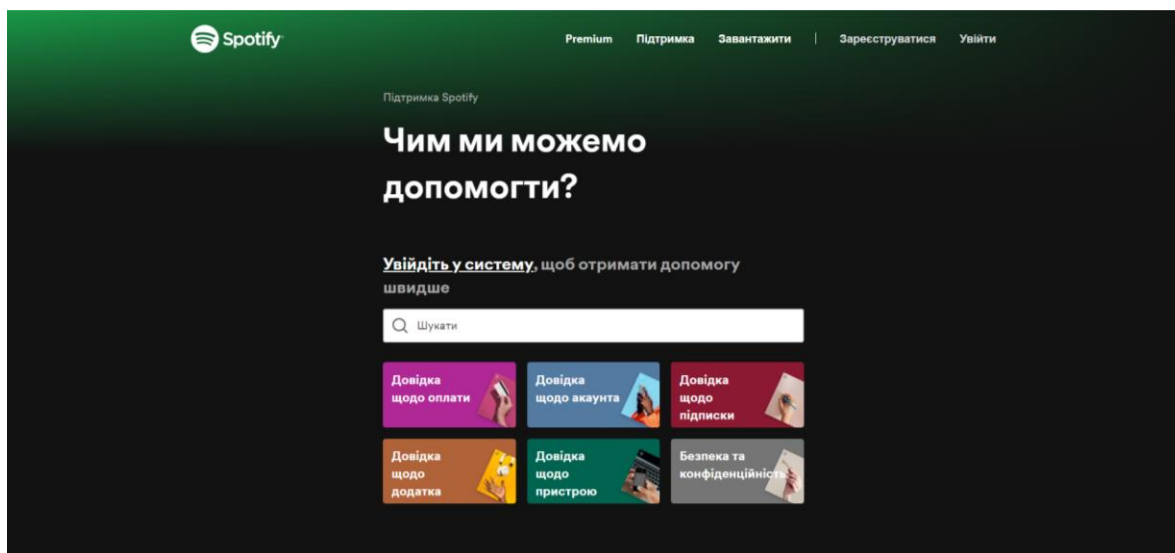 Spotify
Premium Підтримка Завантажити | Зареєструватися Увійти
Підтримка Spotify
Чим ми можемо
допомогти?
Увійдіть у систему, щоб отримати допомогу
швидше
Шукати
Довідка
щодо оплати
Довідка
щодо акаунта
Довідка
щодо
підписки
Довідка
щодо
додатка
Довідка
щодо
пристрою
Безпека та
конфіденційність